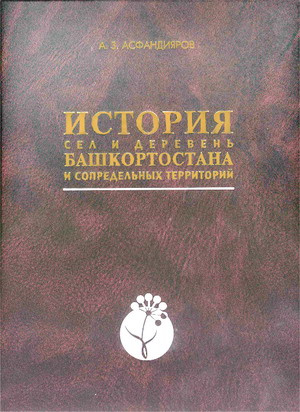 А. З. АСФАНДИЯРОВ
ИСТОРИЯ
СЕЛ И ДЕРЕВЕНЬ
БАШКОРТОСТАНА
И СОПРЕДЕЛЬНЫХ ТЕРРИТОРИЙ